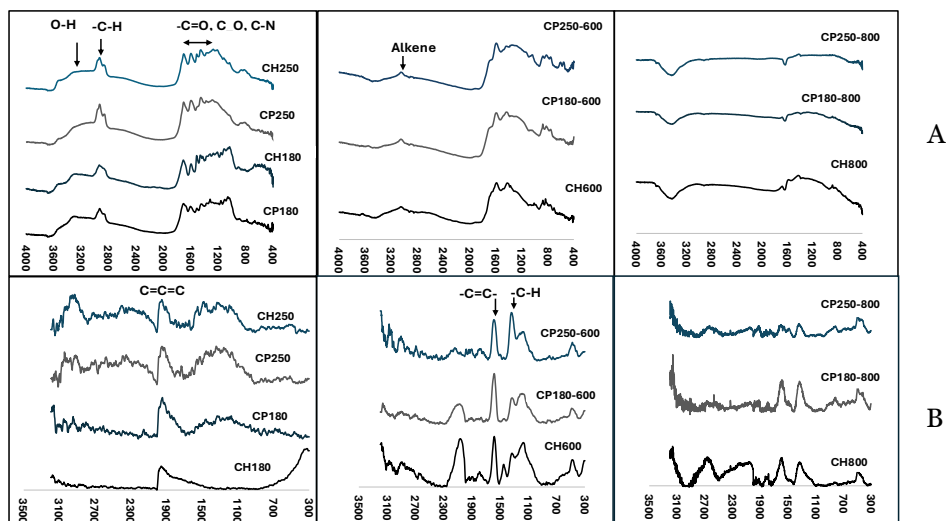 O-H
-C-H
-C=O, C_O, C-N
CH250
CP250
CH180
CP180
4000 3600 3200 2800 2400 2000 1600 1200 800 400
Alkene
CP250-600
CP180-600
CH600
4000 3600 3200 2800 2400 2000 1600 1200 800 400
CP250-800
CP180-800
CH800
4000 3600 3200 2800 2400 2000 1600 1200 800 400
A
C=C=C
CH250
CP250
CP180
CH180
3500 3100 2700 2300 1900 1500 1100 700 300
-C=C-
-C-H
CP250-600
CP180-600
CH600
3500 3100 2700 2300 1900 1500 1100 700 300
CP250-800
CP180-800
CH800
3500 3100 2700 2300 1900 1500 1100 700 300
B